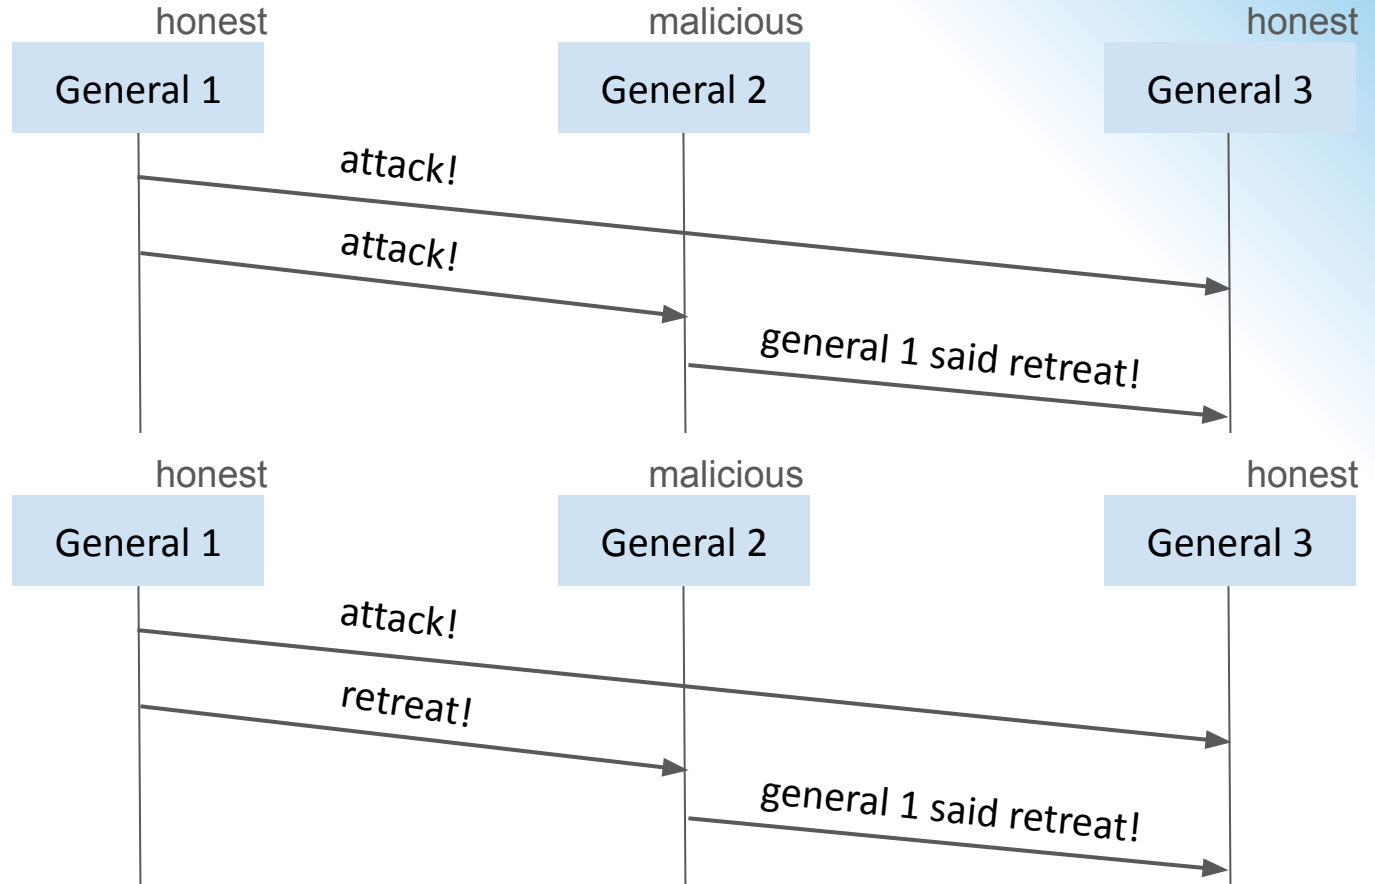 honest
malicious
honest
General 1
General 2
General 3
attack!
attack!
general 1 said retreat!
honest
malicious
honest
General 1
General 2
General 3
attack!
retreat!
general 1 said retreat!